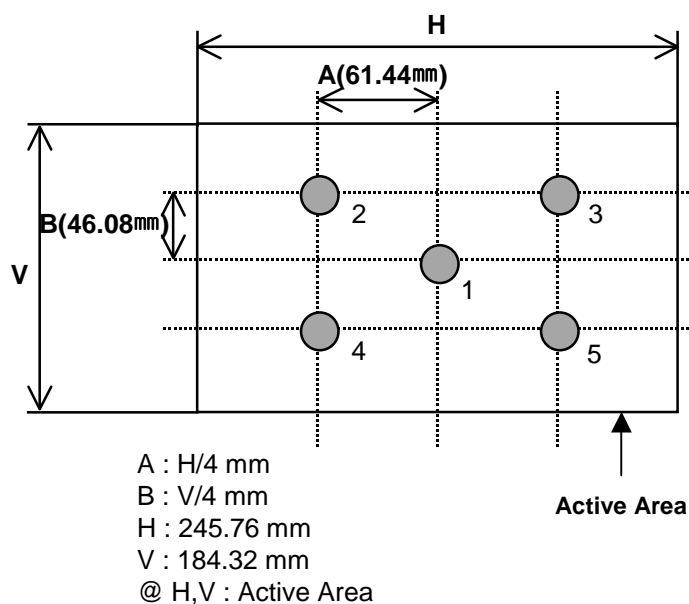 H
A(61.44㎜)
2
3
B(46.08㎜)
V
1
4
5
A : H/4 mm
B : V/4 mm
Active Area
H : 245.76 mm
V : 184.32 mm
@ H,V : Active Area